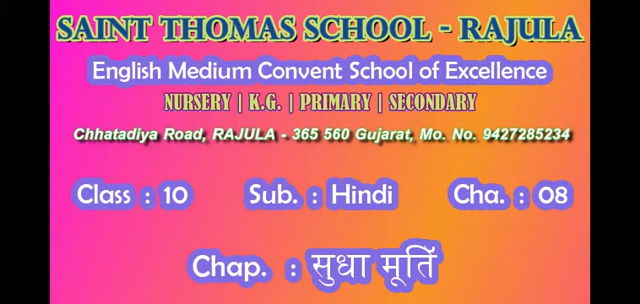 SAINT THOMAS SCHOOL - RAJULA
English Medium Convent School of Excellence
NURSERY | K.G. | PRIMARY | SECONDARY
Chhatadiya Road, RAJULA - 365 560 Gujarat, Mo. No. 9427285234
Class : 10 Sub. : Hindi Cha. : 08
Chap. : सुधा मूर्ति